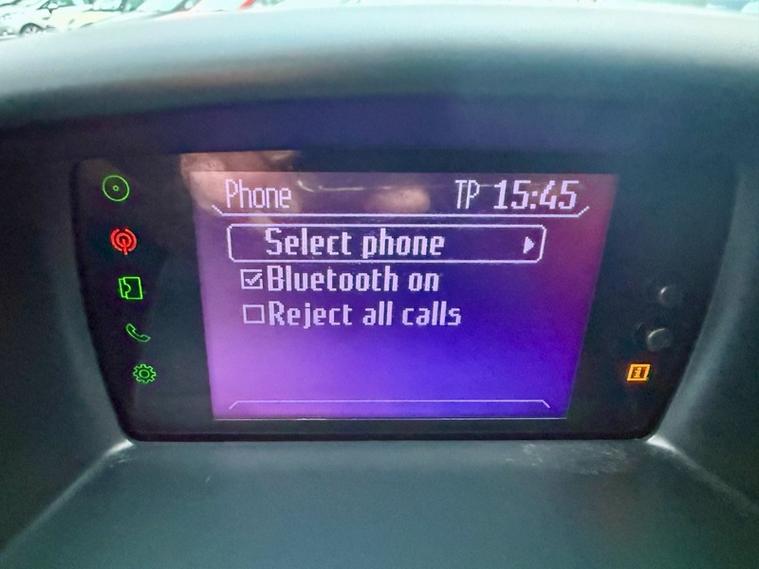 Phone TP 15:45
Select phone
Bluetooth on
Reject all calls